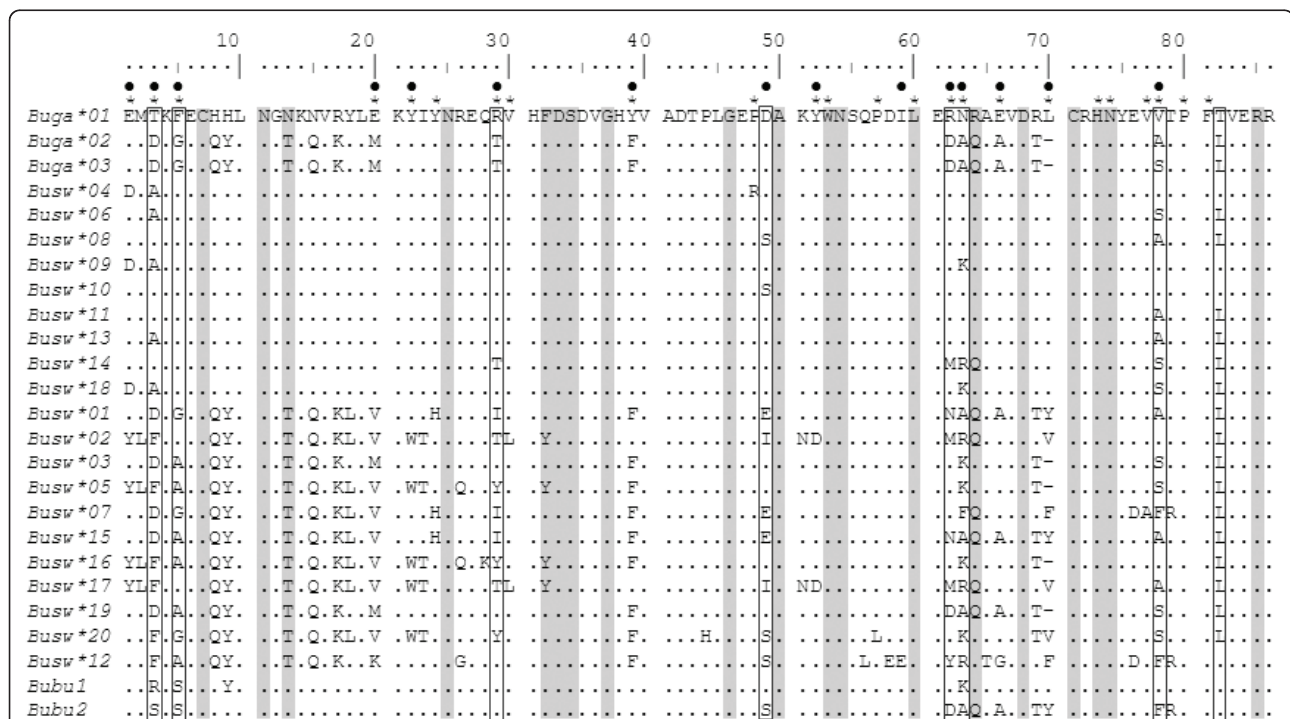 10 20 30 40 50 60 70 80
Buga*01 EMTKFECHHL NGNKNVRYLE KYIYNREQRV HFDSDVGHYV ADTPLGEPDA KYWNSQPDIL ERNRAEVDRL CRHNYEVVTP FTVERR
Buga*02 ..D.G..QY. ..T.Q.K..M ........T. ........F. .......... .......... .DAQ.A..T- .......A.. .L....
Buga*03 ..D.G..QY. ..T.Q.K..M ........T. ........F. .......... .......... .DAQ.A..T- .......S.. .L....
Busw*04 D.A....... .......... .......... .......... .......R.. .......... .......... .......... ......
Busw*06 ..A....... .......... .......... .......... .......... .......... .......... .......S.. .L....
Busw*08 .......... .......... .......... .......... ........S. .......... .......... .......A.. .L....
Busw*09 D.A....... .......... .......... .......... .......... .......... ..K....... .......... ......
Busw*10 .......... .......... .......... .......... ........S. .......... .......... .......... ......
Busw*11 .......... .......... .......... .......... .......... .......... .......... .......A.. .L....
Busw*13 ..A....... .......... .......... .......... .......... .......... .......... .......A.. .L....
Busw*14 .......... .......... ........T. .......... .......... .......... .MRQ...... .......S.. .L....
Busw*18 D.A....... .......... .......... .......... .......... .......... ..K....... .......S.. .L....
Busw*01 ..D.G..QY. ..T.Q.KL.V ...H....I. ........F. ........E. .......... .NAQ.A..TY .......A.. .L....
Busw*02 YLF....QY. ..T.Q.KL.V .WT.....TL .Y........ ........I. ND........ .MRQ.....V .......... .L....
Busw*03 ..D.A..QY. ..T.Q.K..M .......... ........F. .......... .......... ..K.....T- .......S.. .L....
Busw*05 YLF.A..QY. ..T.Q.KL.V .WT..Q..Y. .Y......F. .......... .......... ..K.....T- .......S.. .L....
Busw*07 ..D.G..QY. ..T.Q.KL.V ...H....I. ........F. ........E. .......... ..FQ.....F .....DAFR. .L....
Busw*15 ..D.G..QY. ..T.Q.KL.V ...H....I. ........F. ........E. .......... .NAQ.A..TY .......A.. .L....
Busw*16 YLF.A..QY. ..T.Q.KL.V .WT..Q.KY. .Y......F. .......... .......... ..K.....T- .......... .L....
Busw*17 YLF....QY. ..T.Q.KL.V .WT.....TL .Y........ ........I. ND........ .MRQ.....V .......A.. .L....
Busw*19 ..D.A..QY. ..T.Q.K..M .......... ........F. .......... .......... .DAQ.A..T- .......S.. .L....
Busw*20 ..F.G..QY. ..T.Q.KL.V .WT.....Y. ........F. ...H....S. ......L... ..K.....TV .......S.. .L....
Busw*12 ..F.A..QY. ..T.Q.K..K .....G.... ........F. ........S. .....L.EE. .YR.TG...F .....D.FR. ......
Bubu1 ..R.S...Y. .......... .......... .......... .......... .......... ..K....... .......... ......
Bubu2 ..S.S..... .......... .......... .......... ........S. .......... .DAQ.A..TY .......FR. ......